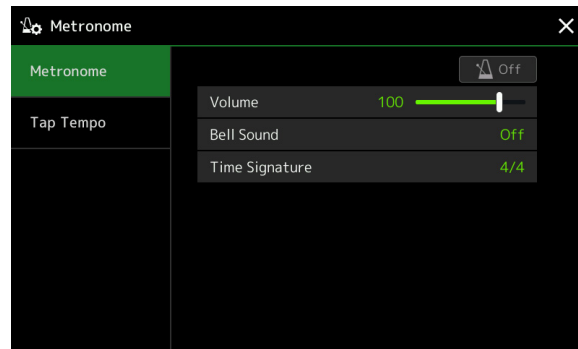 Metronome
Metronome
Off
Volume 100
Tap Tempo
Bell Sound Off
Time Signature 4/4